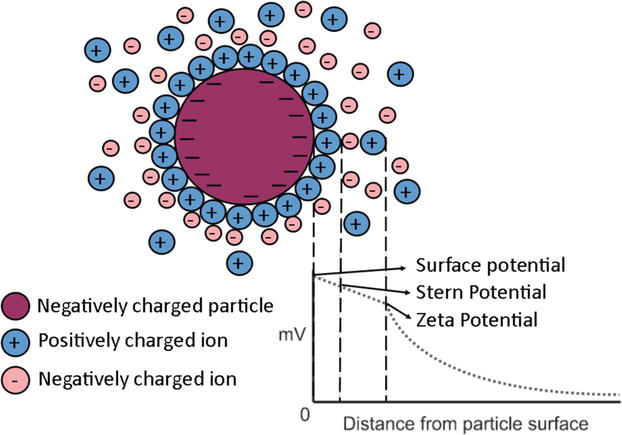 Surface potential
Stern Potential
Zeta Potential
Negatively charged particle
+ Positively charged ion
- Negatively charged ion
mV
0
Distance from particle surface